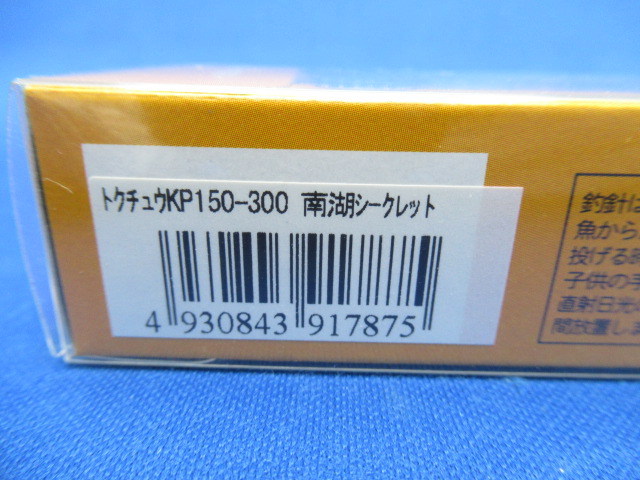 トクチュウKP150-300 南湖シークレット
4 930843 917875
釣針は
魚から
投げる
子供の手
直射日光
間放置し